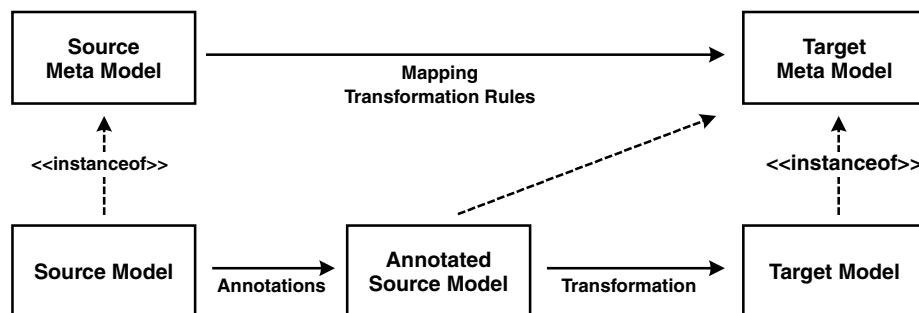 Source
Meta Model
Target
Meta Model
Mapping
Transformation Rules
<<instanceof>>
<<instanceof>>
Source Model
Annotations
Annotated
Source Model
Transformation
Target Model